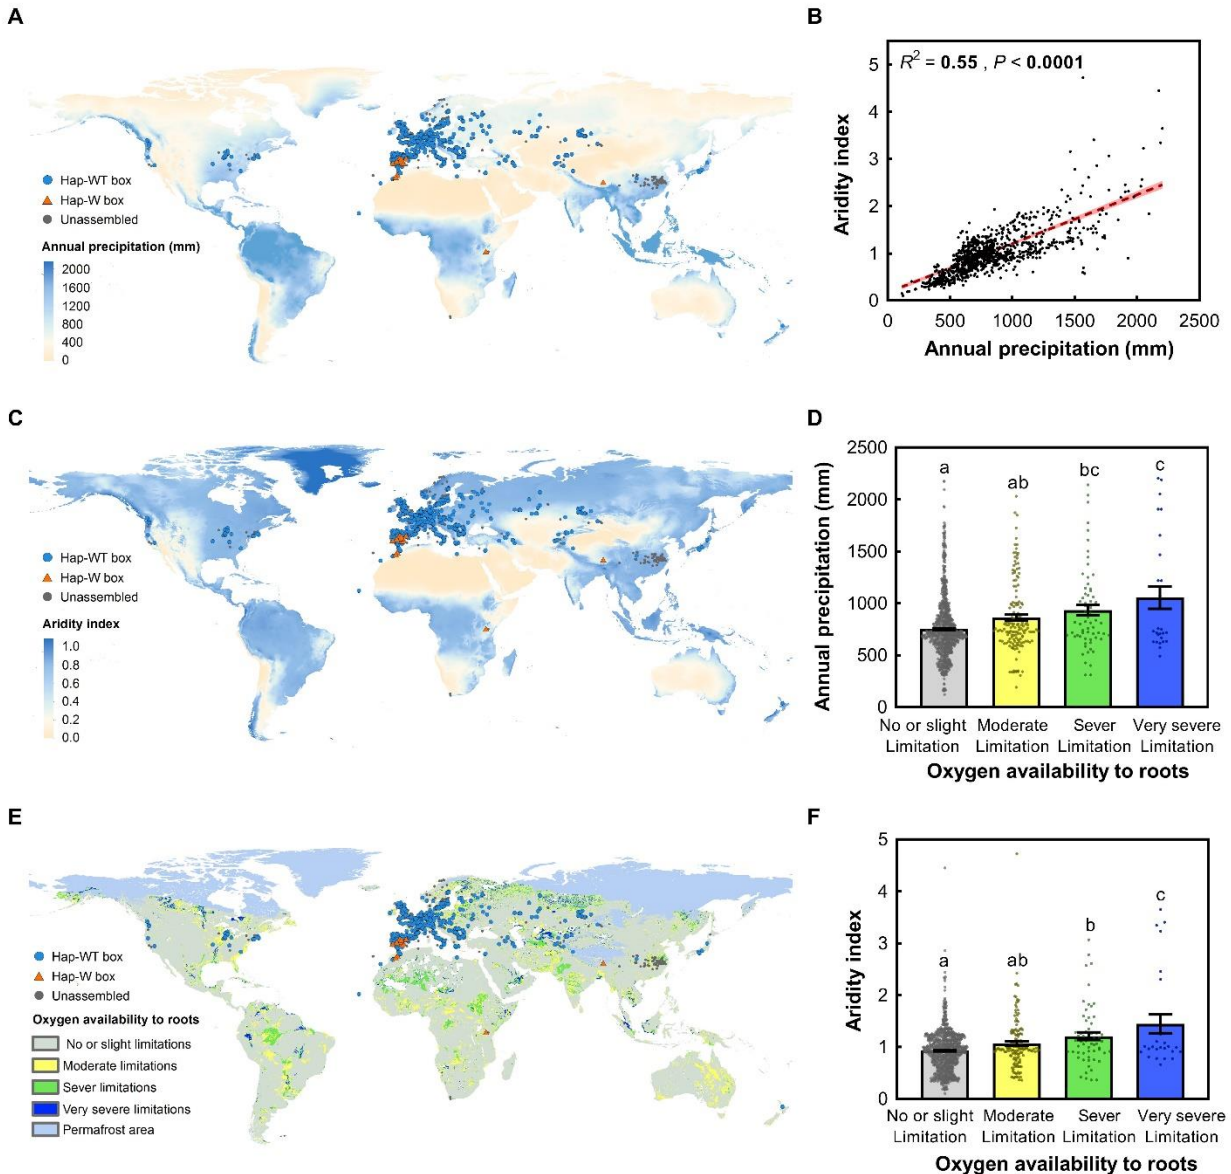 A
Hap-WT box
Hap-W box
Unassembled
Annual precipitation (mm)
2000
1600
1200
800
400
0
B
R² = 0.55 , P < 0.0001
Aridity index
5
4
3
2
1
0
0 500 1000 1500 2000 2500
Annual precipitation (mm)
C
Hap-WT box
Hap-W box
Unassembled
Aridity index
1.0
0.8
0.6
0.4
0.2
0.0
D
Annual precipitation (mm)
2500
2000
1500
1000
500
0
a ab bc c
No or slight Moderate Sever Very severe
Limitation Limitation Limitation Limitation
Oxygen availability to roots
E
Hap-WT box
Hap-W box
Unassembled
Oxygen availability to roots
No or slight limitations
Moderate limitations
Sever limitations
Very severe limitations
Permafrost area
F
Aridity index
5
4
3
2
1
0
a ab b c
No or slight Moderate Sever Very severe
Limitation Limitation Limitation Limitation
Oxygen availability to roots